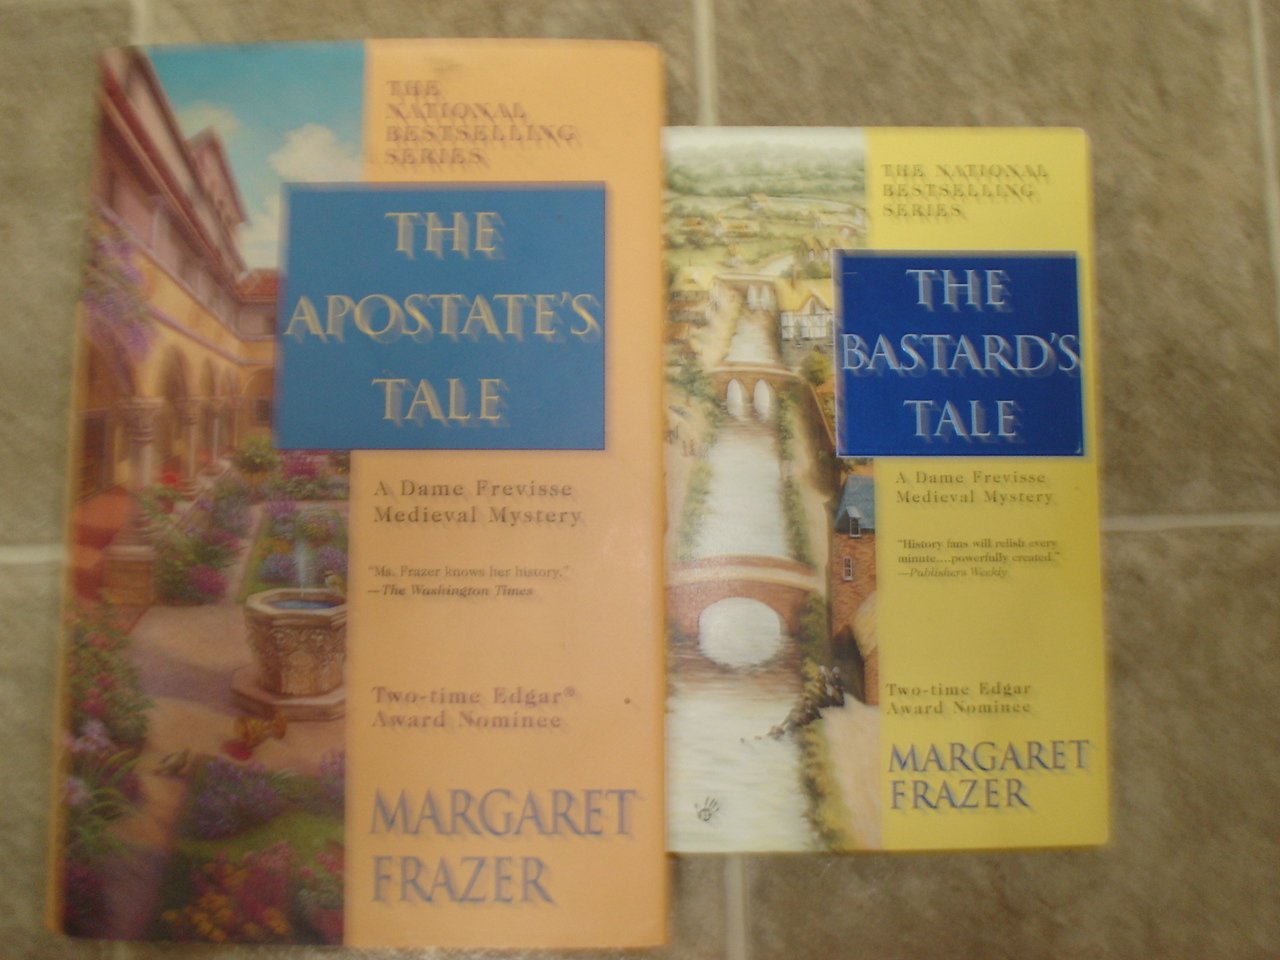 THE
NATIONAL
BESTSELLING
SERIES
THE
APOSTATE'S
TALE
A Dame Frevisse
Medieval Mystery
"Ms. Frazer knows her history."
—The Washington Times
Two-time Edgar®
Award Nominee
MARGARET
FRAZER
THE NATIONAL
BESTSELLING
SERIES
THE
BASTARD'S
TALE
A Dame Frevisse
Medieval Mystery
"History fans will relish every
minute....powerfully created."
—Publishers Weekly
Two-time Edgar
Award Nominee
MARGARET
FRAZER